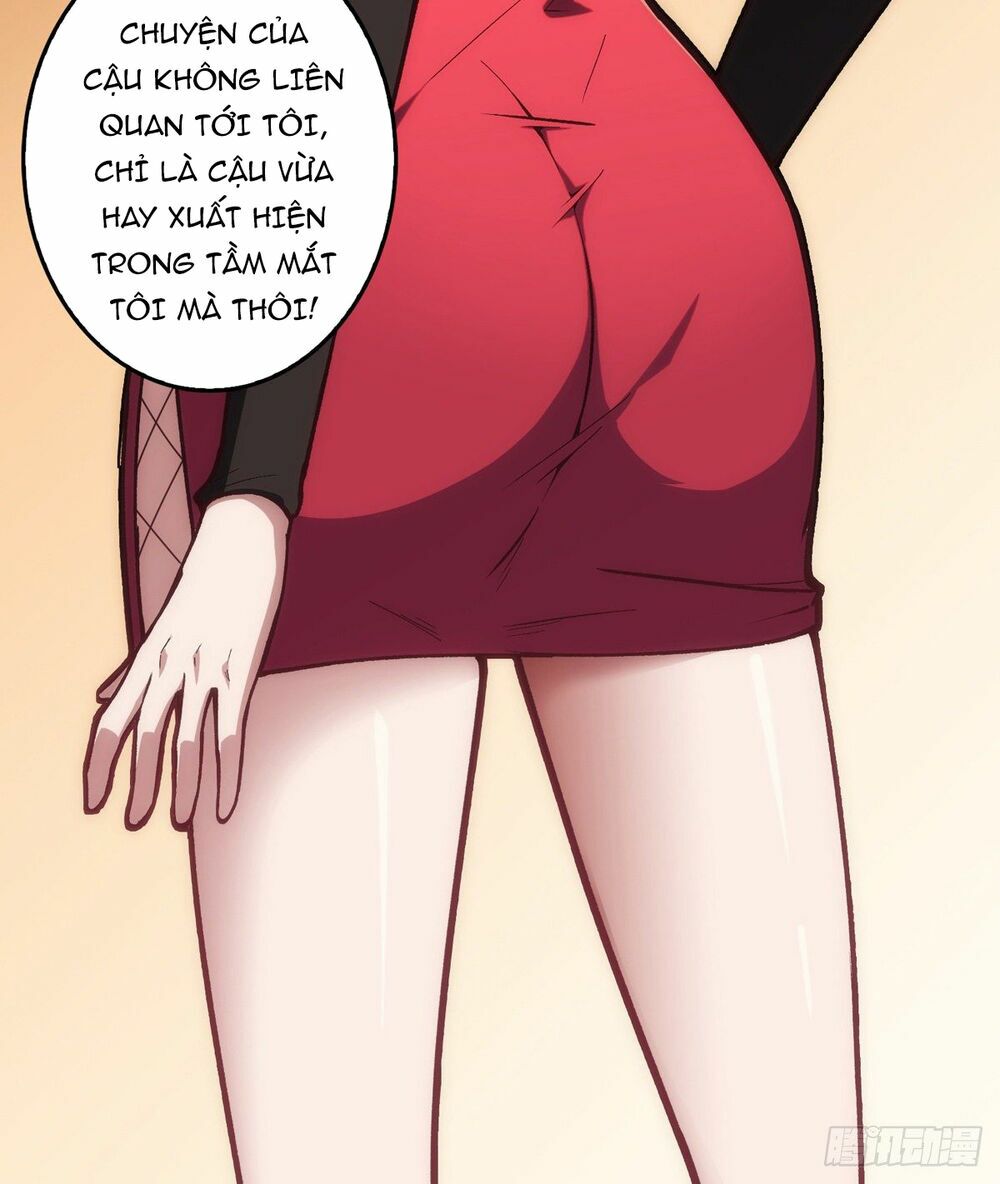 CHUYỆN CỦA
CẬU KHÔNG LIÊN
QUAN TỚI TÔI,
CHỈ LÀ CẬU VỪA
HAY XUẤT HIỆN
TRONG TẦM MẮT
TÔI MÀ THÔI!
腾讯动漫